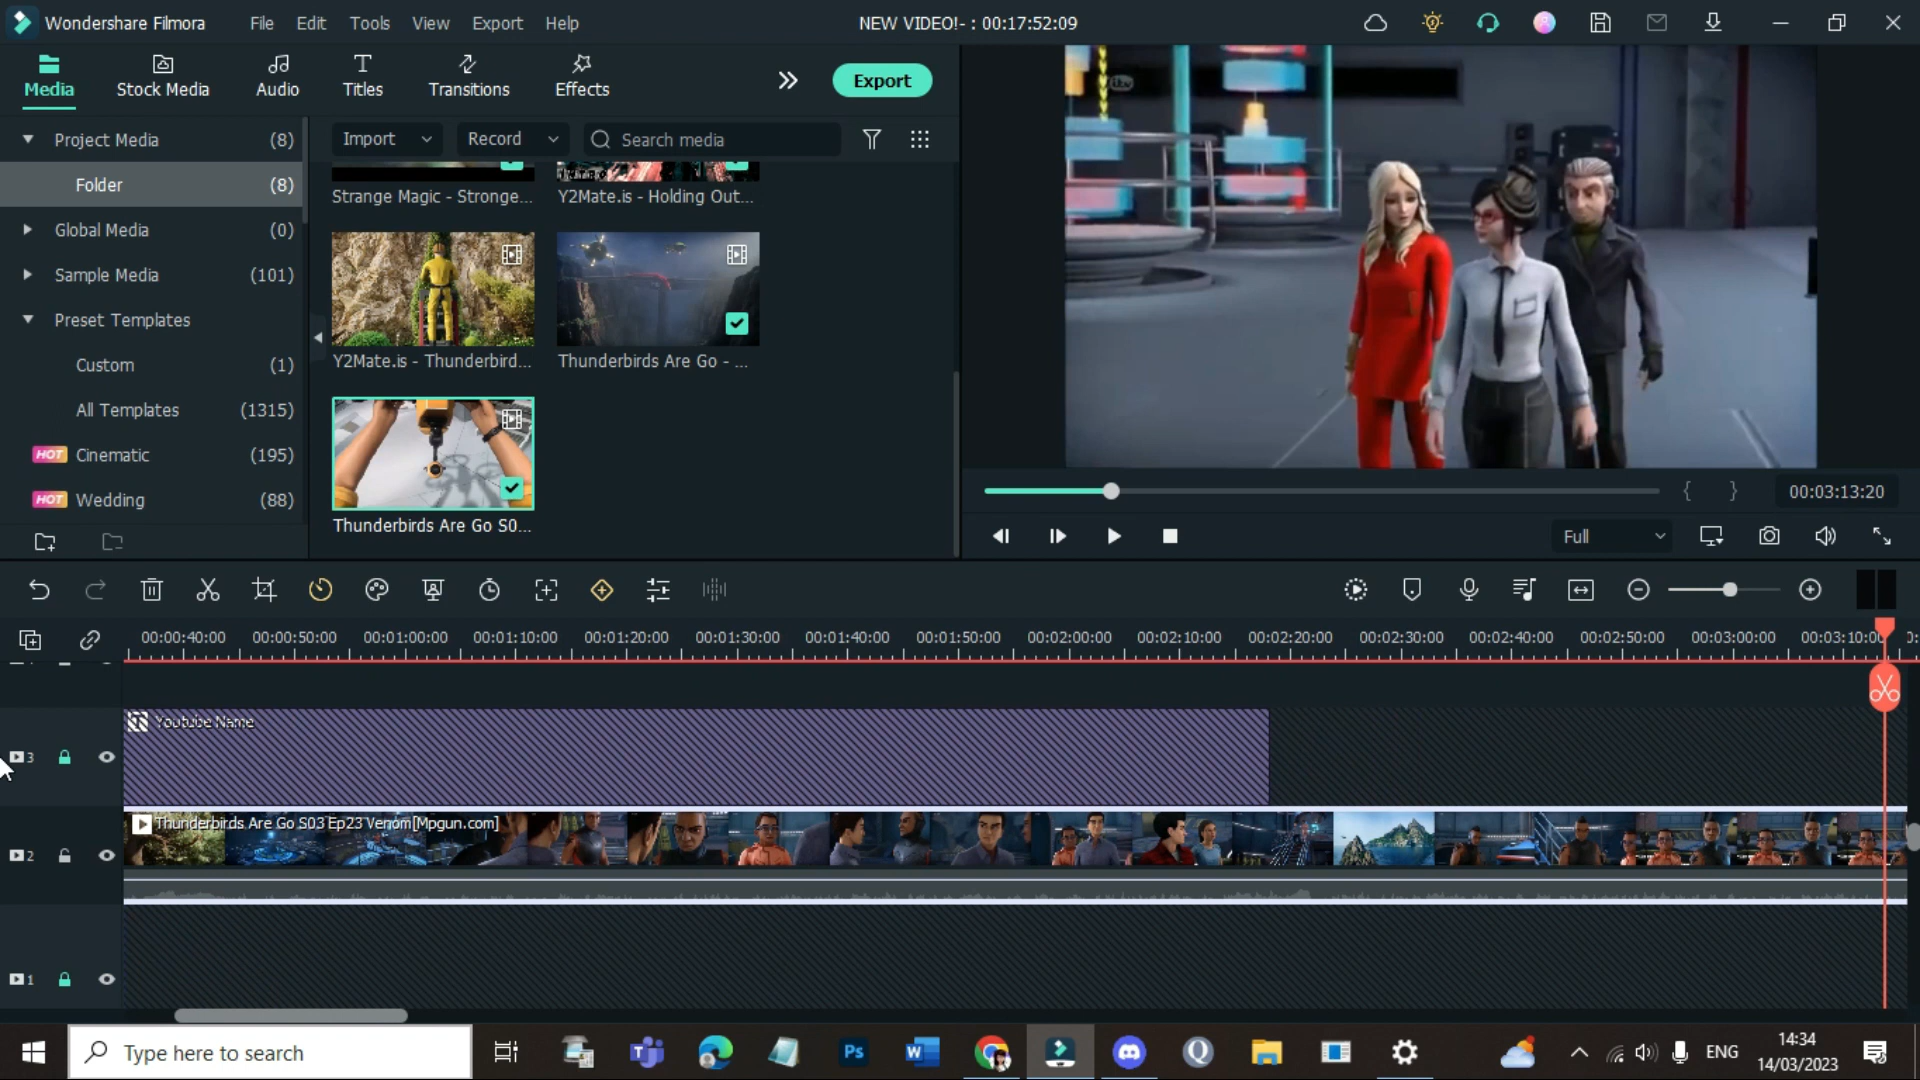 Wondershare Filmora File Edit Tools View Export Help NEW VIDEO!- : 00:17:52:09
Media Stock Media Audio Titles Transitions Effects Export
Project Media (8)
Folder (8)
Global Media (0)
Sample Media (101)
Preset Templates
Custom (1)
All Templates (1315)
HOT Cinematic (195)
HOT Wedding (88)
Import Record Search media
Strange Magic - Stronge... Y2Mate.is - Holding Out...
Y2Mate.is - Thunderbird... Thunderbirds Are Go - ...
Thunderbirds Are Go S0...
itv
00:03:13:20
Full
00:00:40:00 00:00:50:00 00:01:00:00 00:01:10:00 00:01:20:00 00:01:30:00 00:01:40:00 00:01:50:00 00:02:00:00 00:02:10:00 00:02:20:00 00:02:30:00 00:02:40:00 00:02:50:00 00:03:00:00 00:03:10:00
Youtube Name
3
Thunderbirds Are Go S03 Ep23 Venom[Mpgun.com]
2
1
Type here to search
ENG
14:34
14/03/2023